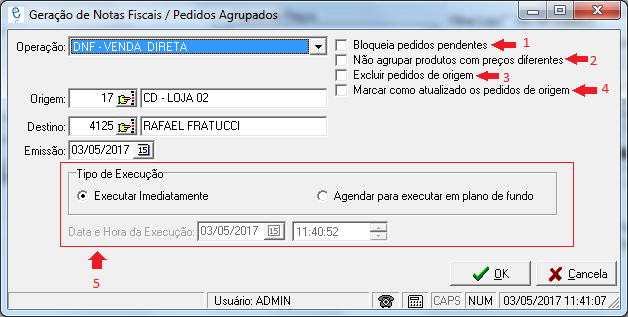 Geração de Notas Fiscais / Pedidos Agrupados
Operação: DNF - VENDA DIRETA
Bloqueia pedidos pendentes 1
Não agrupar produtos com preços diferentes 2
Excluir pedidos de origem 3
Marcar como atualizado os pedidos de origem 4
Origem: 17 CD - LOJA 02
Destino: 4125 RAFAEL FRATUCCI
Emissão: 03/05/2017 15
Tipo de Execução
Executar Imediatamente Agendar para executar em plano de fundo
Data e Hora da Execução: 03/05/2017 15 11:40:52
5
OK Cancela
Usuário: ADMIN CAPS NUM 03/05/2017 11:41:07